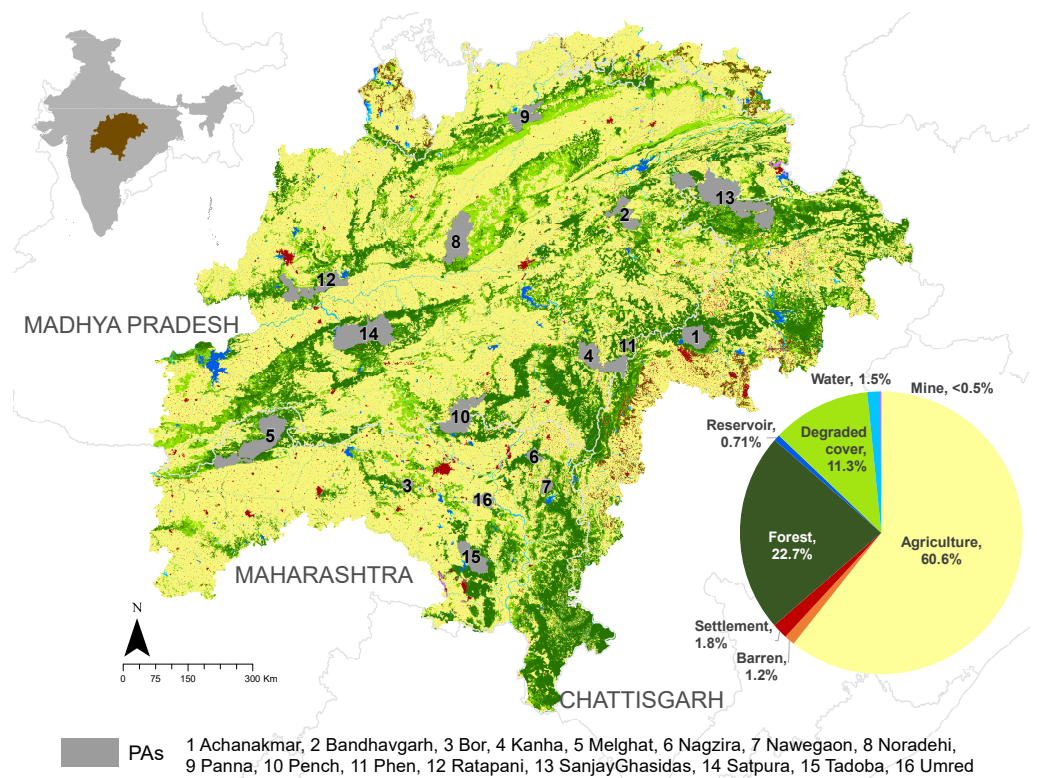 9
13
2
8
12
MADHYA PRADESH
14
1
11
4
Water, 1.5%
Mine, <0.5%
10
Reservoir,
0.71%
Degraded
cover,
11.3%
5
6
3
7
16
Forest,
22.7%
Agriculture,
60.6%
15
MAHARASHTRA
N
Settlement,
1.8%
Barren,
1.2%
0 75 150 300 Km
CHATTISGARH
PAs
1 Achanakmar, 2 Bandhavgarh, 3 Bor, 4 Kanha, 5 Melghat, 6 Nagzira, 7 Nawegaon, 8 Noradehi,
9 Panna, 10 Pench, 11 Phen, 12 Ratapani, 13 SanjayGhasidas, 14 Satpura, 15 Tadoba, 16 Umred